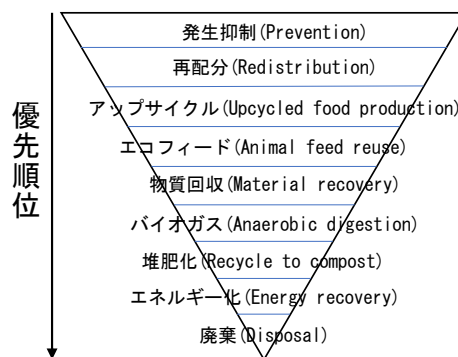 優先順位
発生抑制(Prevention)
再配分(Redistribution)
アップサイクル(Upcycled food production)
エコフィード(Animal feed reuse)
物質回収(Material recovery)
バイオガス(Anaerobic digestion)
堆肥化(Recycle to compost)
エネルギー化(Energy recovery)
廃棄(Disposal)